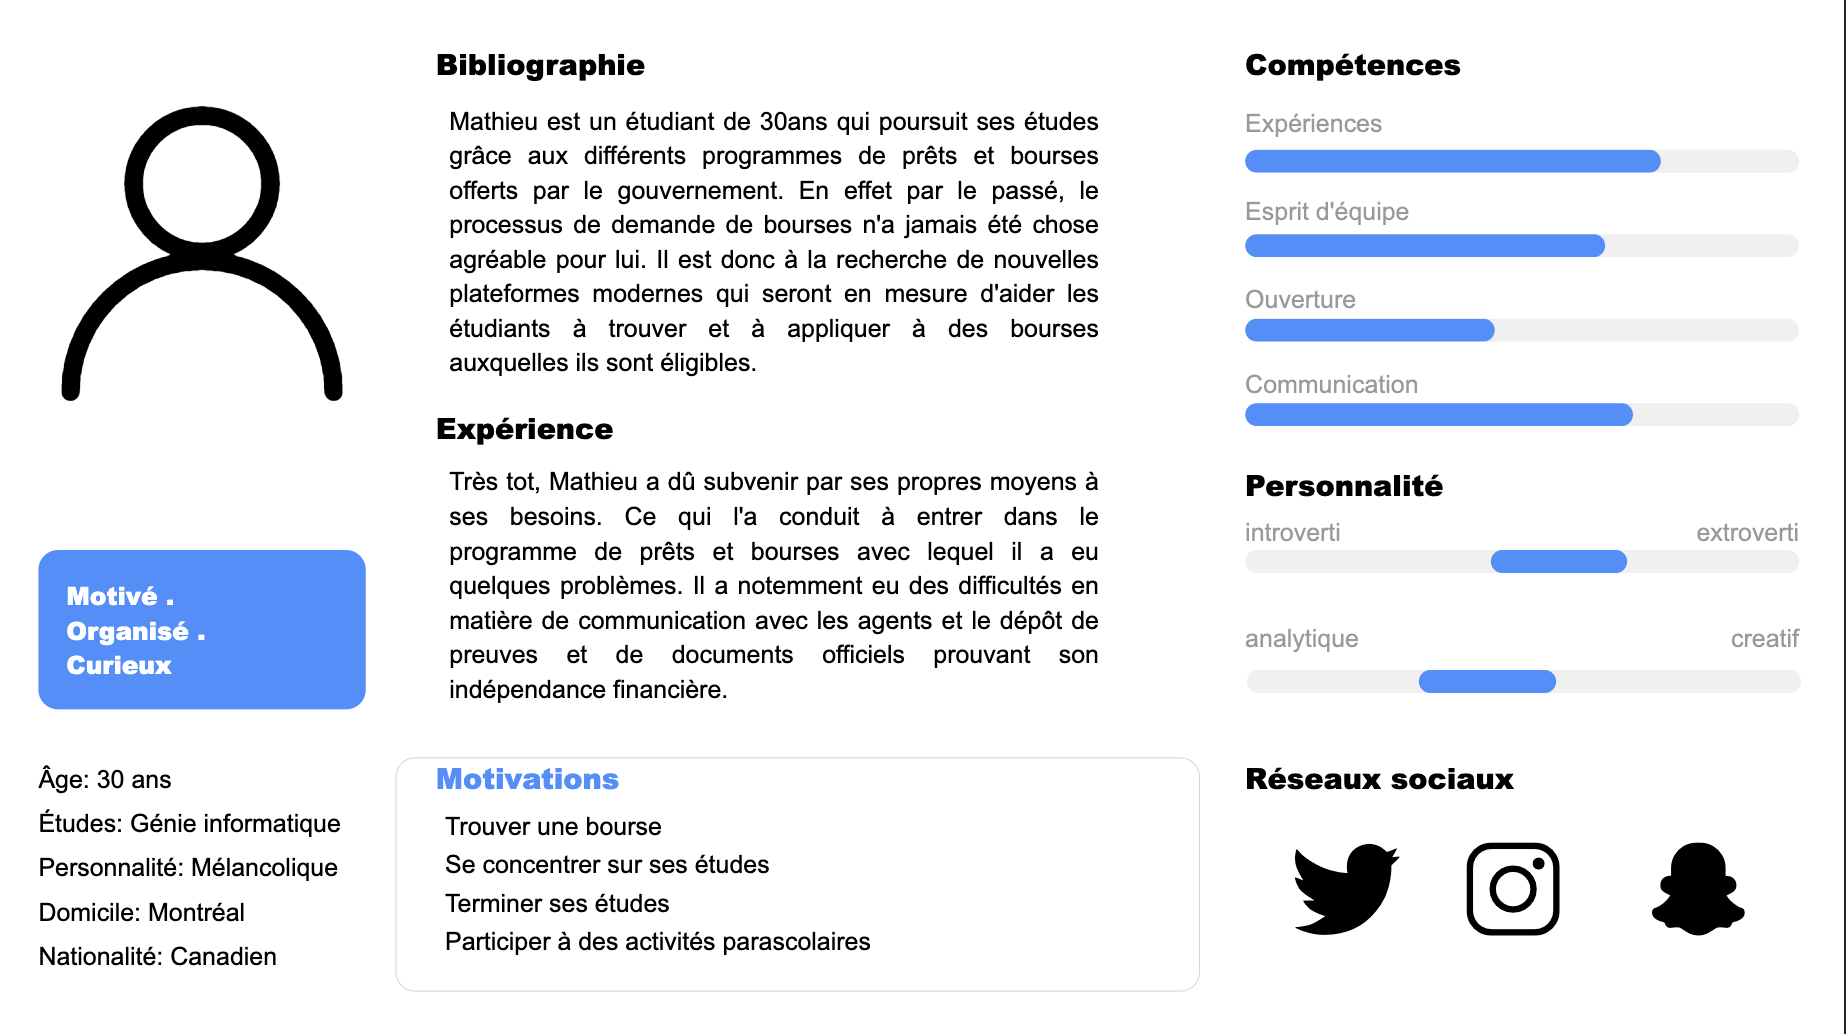 Bibliographie
Mathieu est un étudiant de 30ans qui poursuit ses études
grâce aux différents programmes de prêts et bourses
offerts par le gouvernement. En effet par le passé, le
processus de demande de bourses n'a jamais été chose
agréable pour lui. Il est donc à la recherche de nouvelles
plateformes modernes qui seront en mesure d'aider les
étudiants à trouver et à appliquer à des bourses
auxquelles ils sont éligibles.
Expérience
Très tot, Mathieu a dû subvenir par ses propres moyens à
ses besoins. Ce qui l'a conduit à entrer dans le
programme de prêts et bourses avec lequel il a eu
quelques problèmes. Il a notemment eu des difficultés en
matière de communication avec les agents et le dépôt de
preuves et de documents officiels prouvant son
indépendance financière.
Motivé .
Organisé .
Curieux
Âge: 30 ans
Études: Génie informatique
Personnalité: Mélancolique
Domicile: Montréal
Nationalité: Canadien
Motivations
Trouver une bourse
Se concentrer sur ses études
Terminer ses études
Participer à des activités parascolaires
Compétences
Expériences
Esprit d'équipe
Ouverture
Communication
Personnalité
introverti extroverti
analytique creatif
Réseaux sociaux